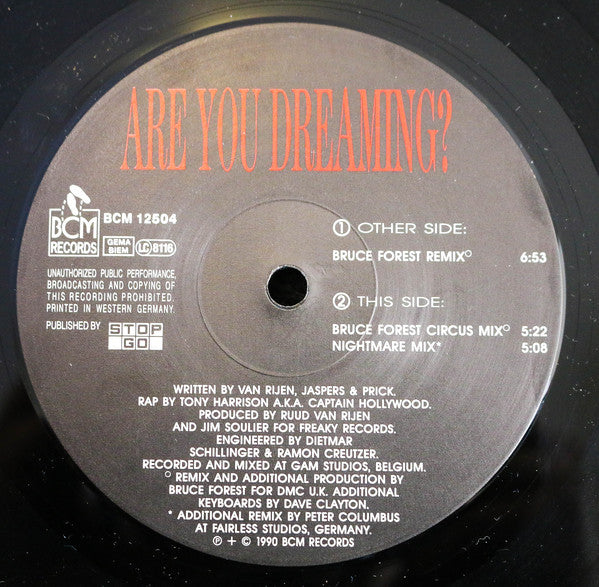 ARE YOU DREAMING?
BCM
RECORDS
BCM 12504
GEMA
BIEM
LC 8116
UNAUTHORIZED PUBLIC PERFORMANCE,
BROADCASTING AND COPYING OF
THIS RECORDING PROHIBITED.
PRINTED IN WESTERN GERMANY.
PUBLISHED BY STOP
GO
① OTHER SIDE:
BRUCE FOREST REMIX° 6:53
② THIS SIDE:
BRUCE FOREST CIRCUS MIX° 5:22
NIGHTMARE MIX* 5:08
WRITTEN BY VAN RIJEN, JASPERS & PRICK.
RAP BY TONY HARRISON A.K.A. CAPTAIN HOLLYWOOD.
PRODUCED BY RUUD VAN RIJEN
AND JIM SOULIER FOR FREAKY RECORDS.
ENGINEERED BY DIETMAR
SCHILLINGER & RAMON CREUTZER.
RECORDED AND MIXED AT GAM STUDIOS, BELGIUM.
° REMIX AND ADDITIONAL PRODUCTION BY
BRUCE FOREST FOR DMC U.K. ADDITIONAL
KEYBOARDS BY DAVE CLAYTON.
* ADDITIONAL REMIX BY PETER COLUMBUS
AT FAIRLESS STUDIOS, GERMANY.
℗ + © 1990 BCM RECORDS